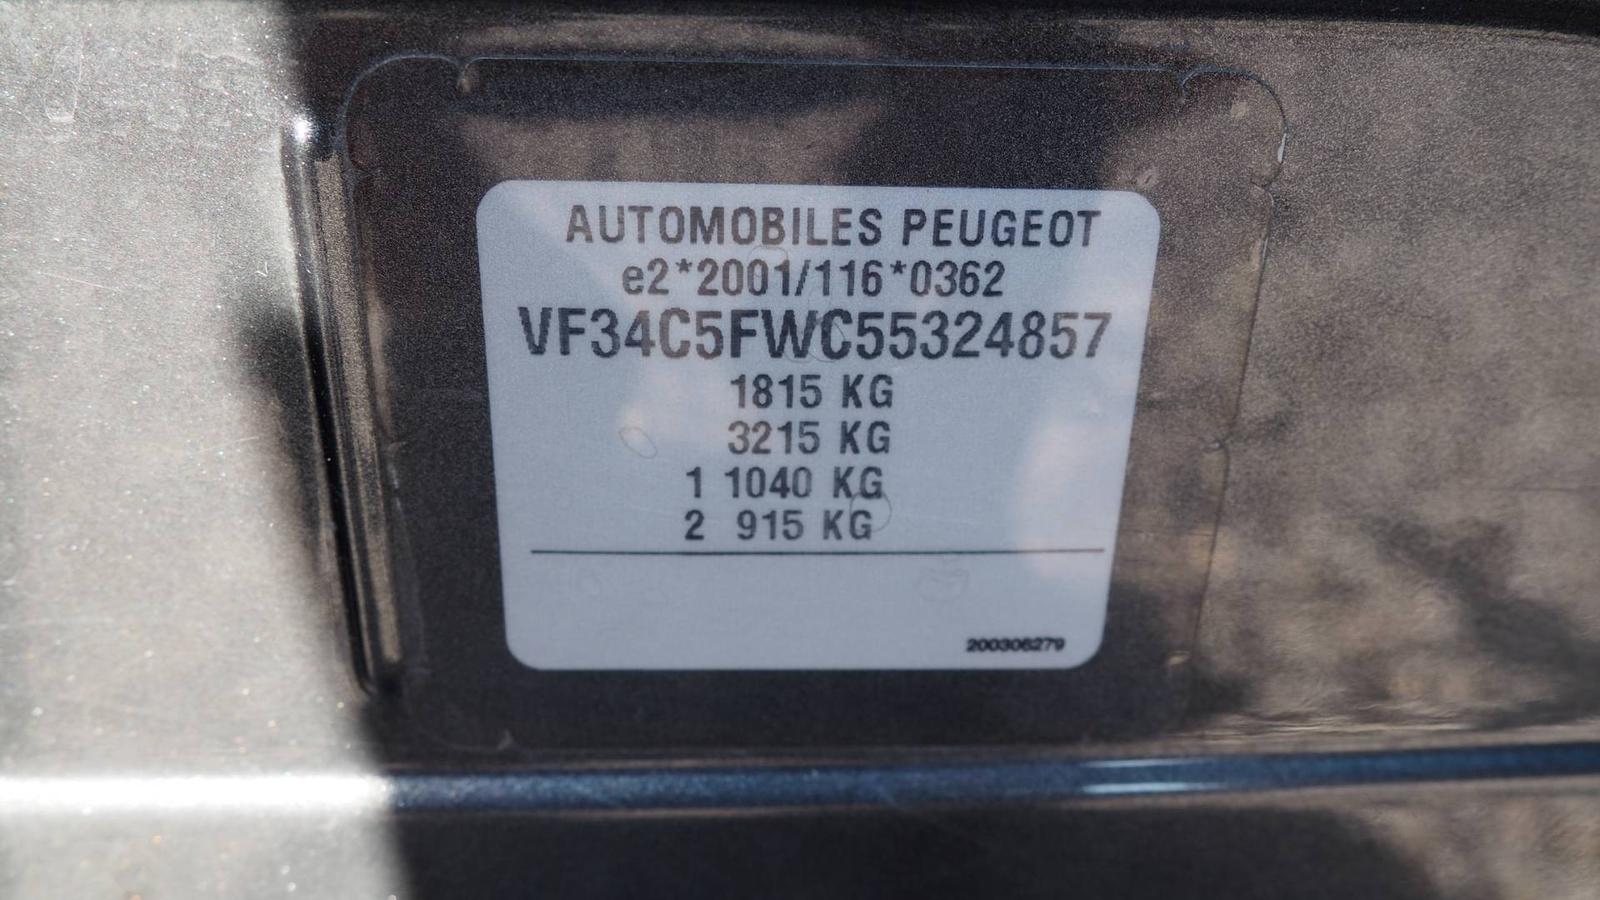 AUTOMOBILES PEUGEOT
e2*2001/116*0362
VF34C5FWC55324857
1815 KG
3215 KG
1 1040 KG
2 915 KG
200306279